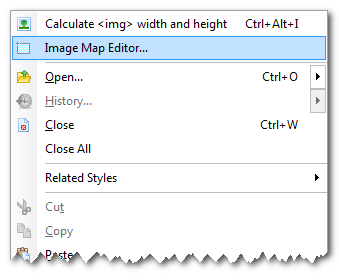 Calculate <img> width and height Ctrl+Alt+I
Image Map Editor...
Open... Ctrl+O
History...
Close Ctrl+W
Close All
Related Styles
Cut
Copy
Paste